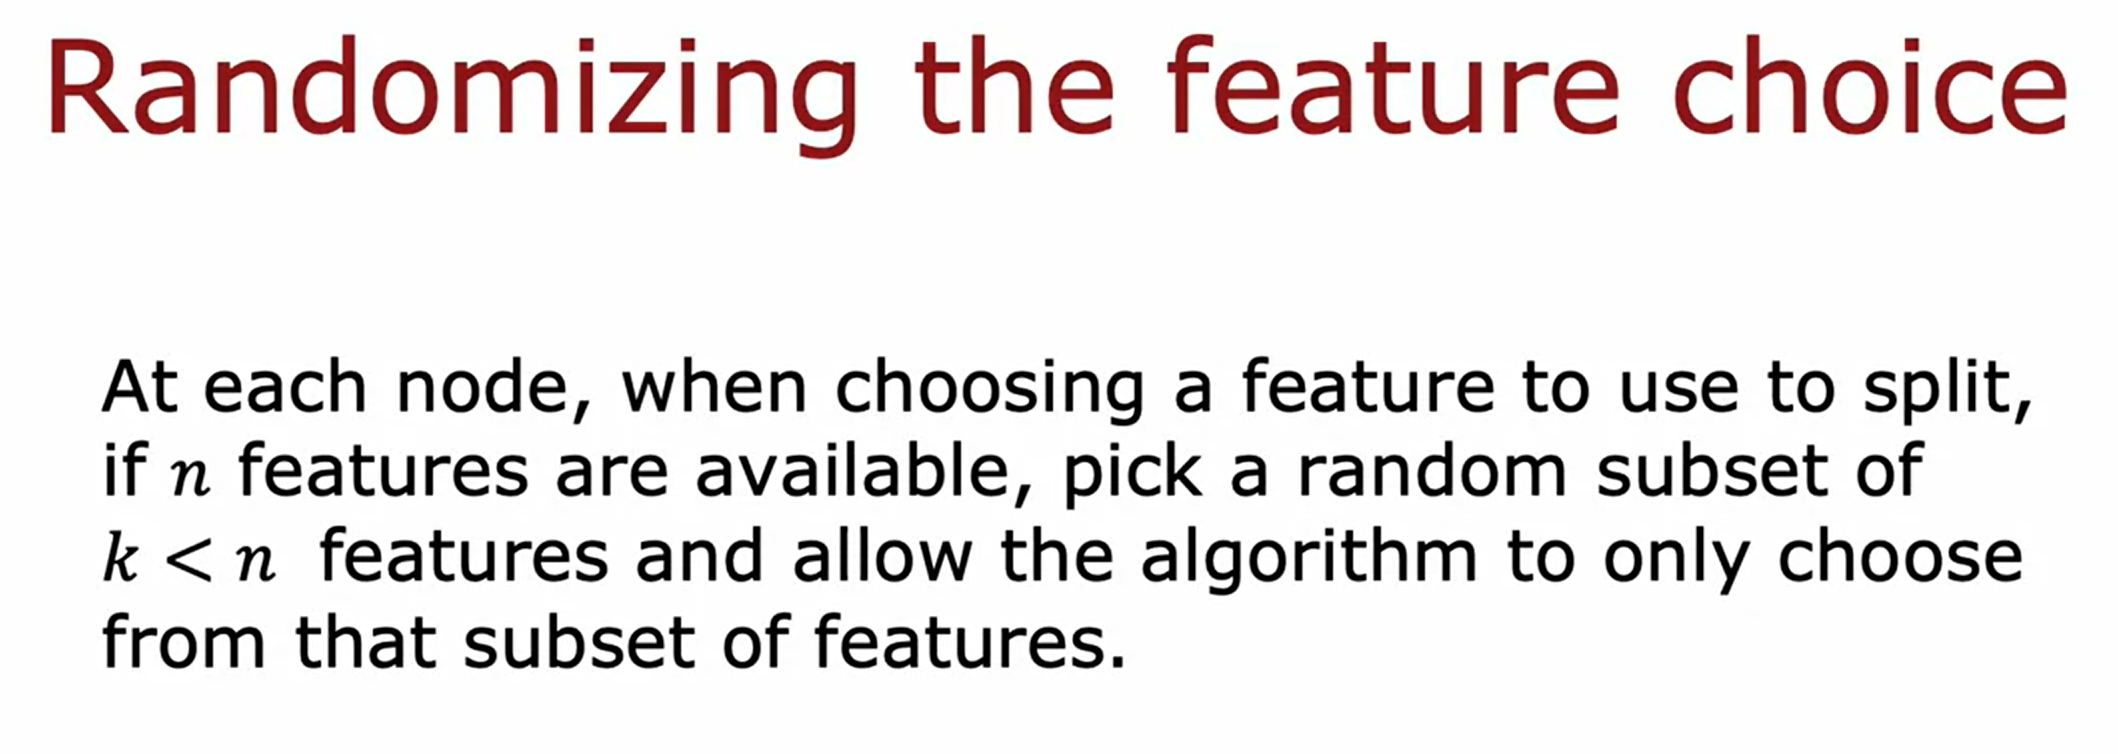 Randomizing the feature choice
At each node, when choosing a feature to use to split,
if n features are available, pick a random subset of
k < n features and allow the algorithm to only choose
from that subset of features.